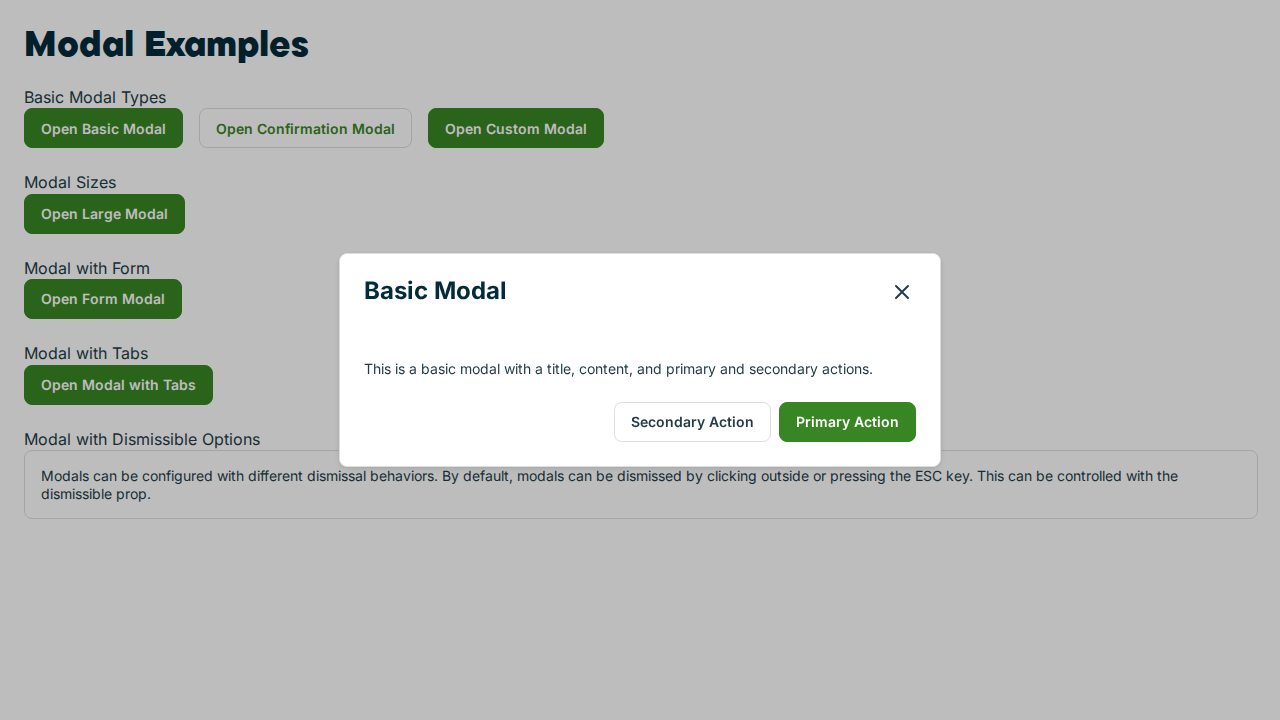 Modal Examples
Basic Modal Types
Open Basic Modal
Open Confirmation Modal
Open Custom Modal
Modal Sizes
Open Large Modal
Modal with Form
Open Form Modal
Modal with Tabs
Open Modal with Tabs
Modal with Dismissible Options
Modals can be configured with different dismissal behaviors. By default, modals can be dismissed by clicking outside or pressing the ESC key. This can be controlled with the
dismissible prop.
Basic Modal
This is a basic modal with a title, content, and primary and secondary actions.
Secondary Action
Primary Action